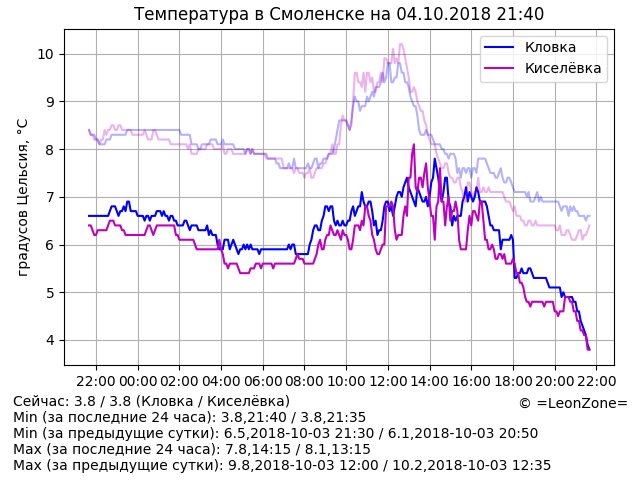 Температура в Смоленске на 04.10.2018 21:40
градусов Цельсия, °C
10
9
8
7
6
5
4
Кловка
Киселёвка
22:00 00:00 02:00 04:00 06:00 08:00 10:00 12:00 14:00 16:00 18:00 20:00 22:00
Сейчас: 3.8 / 3.8 (Кловка / Киселёвка)
© =LeonZone=
Min (за последние 24 часа): 3.8,21:40 / 3.8,21:35
Min (за предыдущие сутки): 6.5,2018-10-03 21:30 / 6.1,2018-10-03 20:50
Max (за последние 24 часа): 7.8,14:15 / 8.1,13:15
Max (за предыдущие сутки): 9.8,2018-10-03 12:00 / 10.2,2018-10-03 12:35